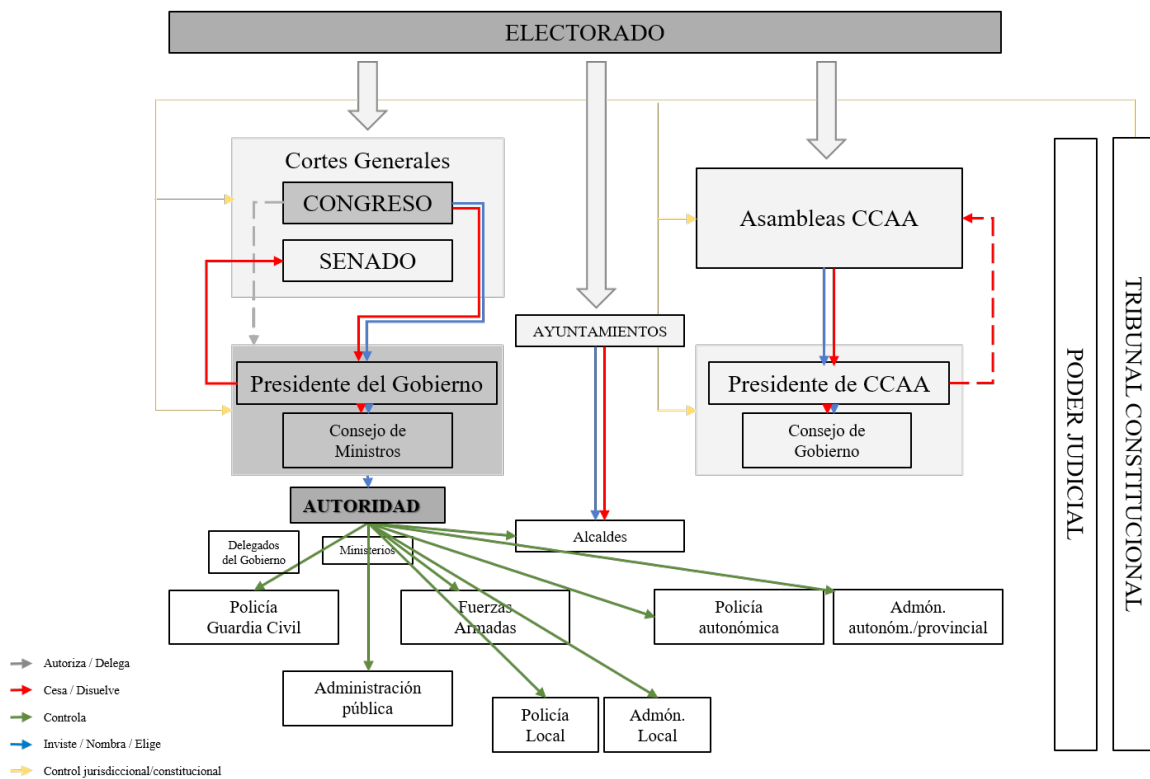 ELECTORADO
Cortes Generales
CONGRESO
SENADO
Asambleas CCAA
AYUNTAMIENTOS
Presidente del Gobierno
Presidente de CCAA
Consejo de
Ministros
Consejo de
Gobierno
AUTORIDAD
Delegados
del Gobierno
Ministerios
Alcaldes
Policía
Guardia Civil
Fuerzas
Armadas
Policía
autonómica
Admón.
autonóm./provincial
Administración
pública
Policía
Local
Admón.
Local
PODER JUDICIAL
TRIBUNAL CONSTITUCIONAL
Autoriza / Delega
Cesa / Disuelve
Controla
Inviste / Nombra / Elige
Control jurisdiccional/constitucional